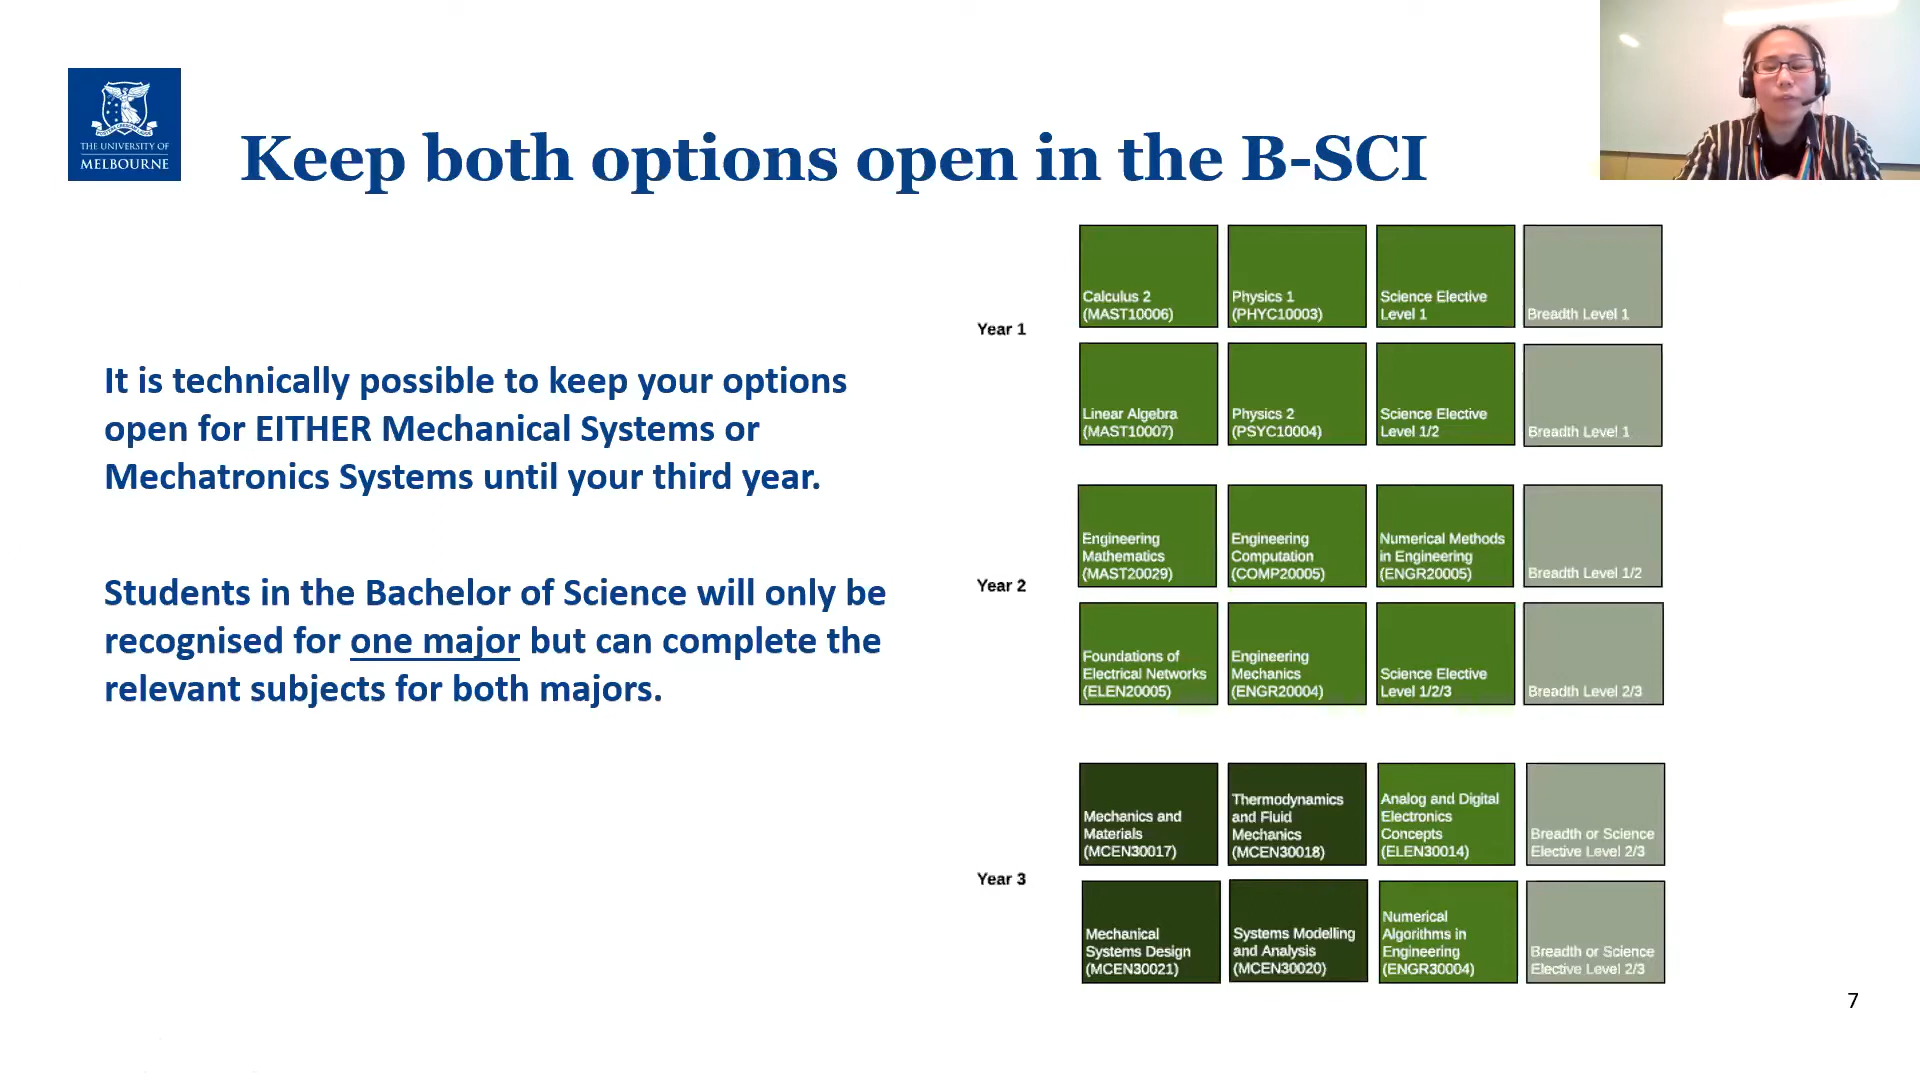 THE UNIVERSITY OF
MELBOURNE
Keep both options open in the B-SCI
It is technically possible to keep your options
open for EITHER Mechanical Systems or
Mechatronics Systems until your third year.
Students in the Bachelor of Science will only be
recognised for one major but can complete the
relevant subjects for both majors.
Year 1
Calculus 2
(MAST10006)
Physics 1
(PHYC10003)
Science Elective
Level 1
Breadth Level 1
Linear Algebra
(MAST10007)
Physics 2
(PSYC10004)
Science Elective
Level 1/2
Breadth Level 1
Year 2
Engineering
Mathematics
(MAST20029)
Engineering
Computation
(COMP20005)
Numerical Methods
in Engineering
(ENGR20005)
Breadth Level 1/2
Foundations of
Electrical Networks
(ELEN20005)
Engineering
Mechanics
(ENGR20004)
Science Elective
Level 1/2/3
Breadth Level 2/3
Year 3
Mechanics and
Materials
(MCEN30017)
Thermodynamics
and Fluid
Mechanics
(MCEN30018)
Analog and Digital
Electronics
Concepts
(ELEN30014)
Breadth or Science
Elective Level 2/3
Mechanical
Systems Design
(MCEN30021)
Systems Modelling
and Analysis
(MCEN30020)
Numerical
Algorithms in
Engineering
(ENGR30004)
Breadth or Science
Elective Level 2/3
7